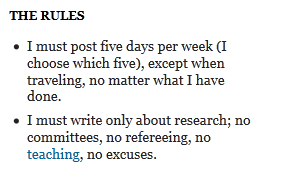 THE RULES
• I must post five days per week (I
choose which five), except when
traveling, no matter what I have
done.
• I must write only about research; no
committees, no refereeing, no
teaching, no excuses.